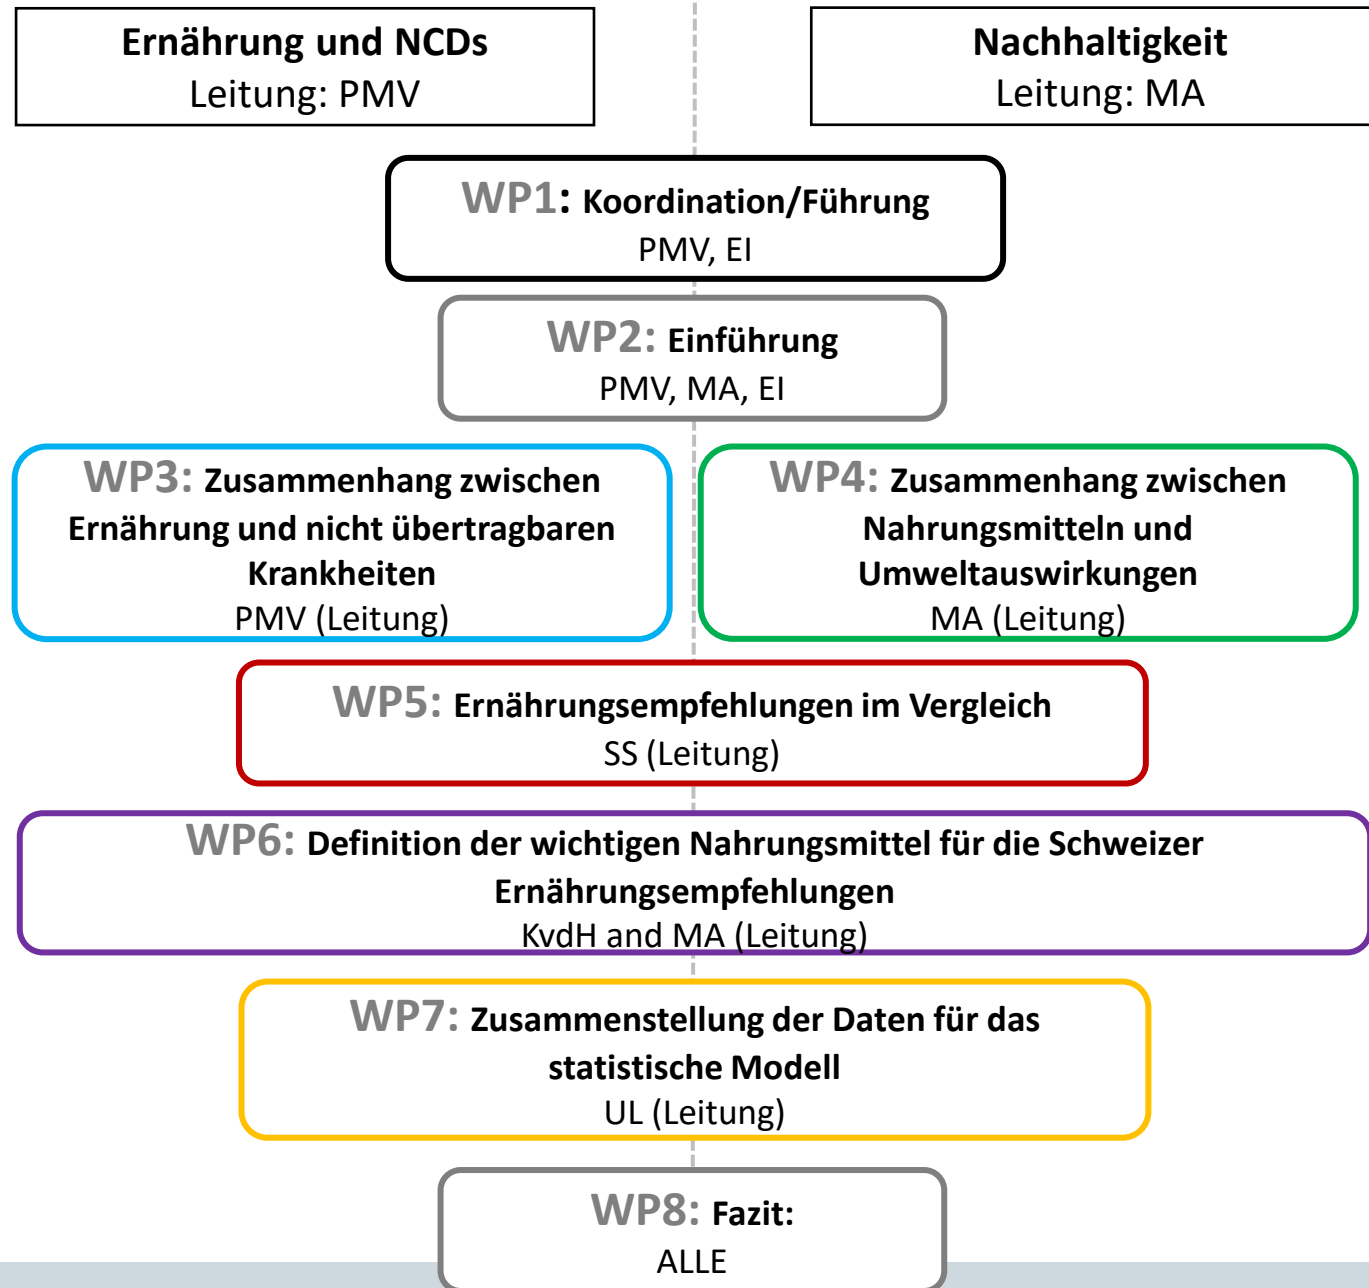 Ernährung und NCDs
Leitung: PMV
Nachhaltigkeit
Leitung: MA
WP1: Koordination/Führung
PMV, EI
WP2: Einführung
PMV, MA, EI
WP3: Zusammenhang zwischen
Ernährung und nicht übertragbaren
Krankheiten
PMV (Leitung)
WP4: Zusammenhang zwischen
Nahrungsmitteln und
Umweltauswirkungen
MA (Leitung)
WP5: Ernährungsempfehlungen im Vergleich
SS (Leitung)
WP6: Definition der wichtigen Nahrungsmittel für die Schweizer
Ernährungsempfehlungen
KvdH and MA (Leitung)
WP7: Zusammenstellung der Daten für das
statistische Modell
UL (Leitung)
WP8: Fazit:
ALLE